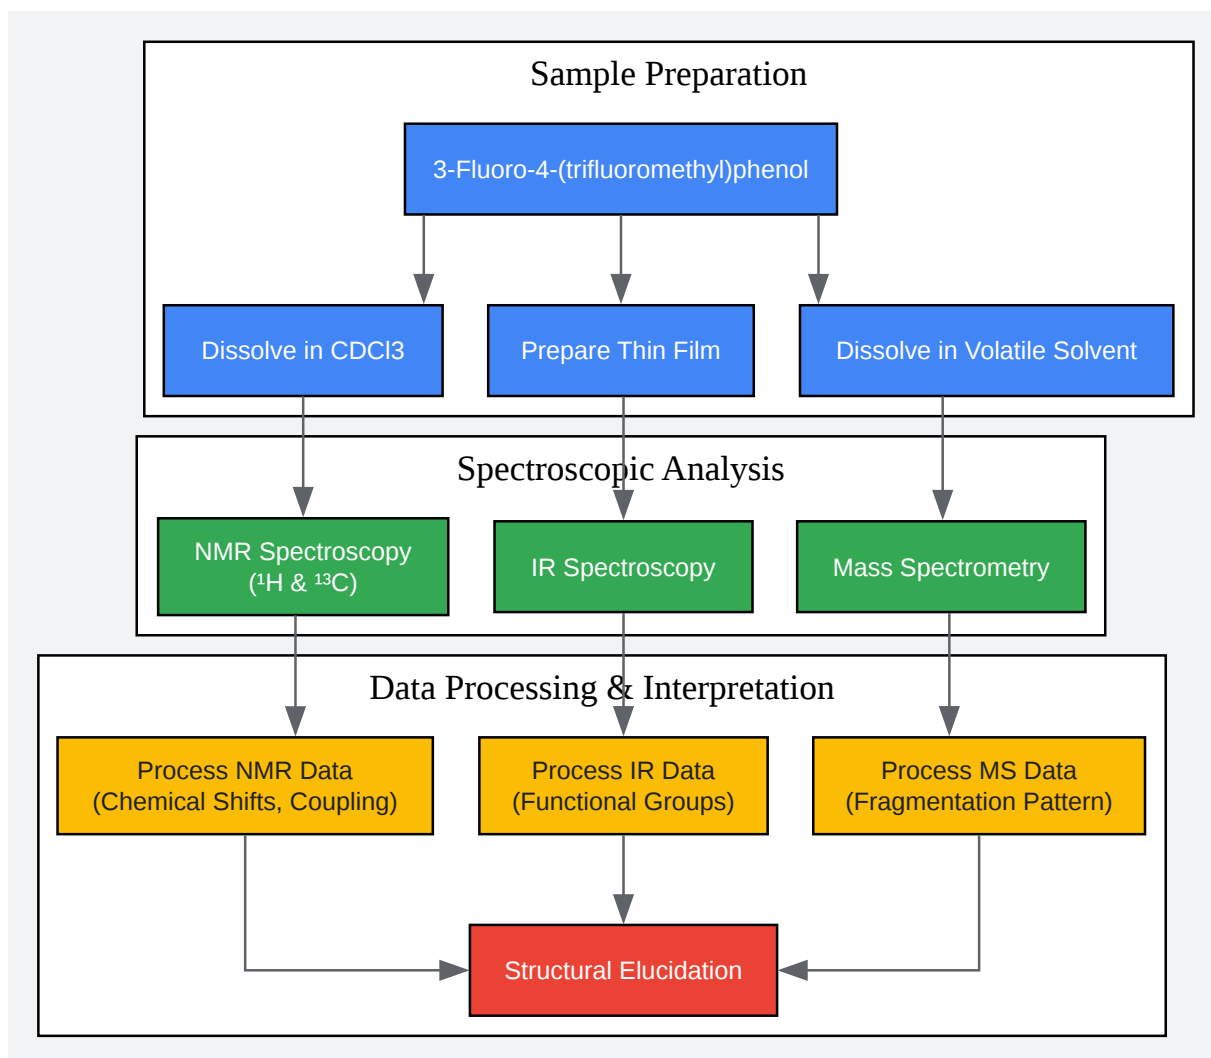 Sample Preparation
3-Fluoro-4-(trifluoromethyl)phenol
Dissolve in CDCl3
Prepare Thin Film
Dissolve in Volatile Solvent
Spectroscopic Analysis
NMR Spectroscopy
(¹H & ¹³C)
IR Spectroscopy
Mass Spectrometry
Data Processing & Interpretation
Process NMR Data
(Chemical Shifts, Coupling)
Process IR Data
(Functional Groups)
Process MS Data
(Fragmentation Pattern)
Structural Elucidation